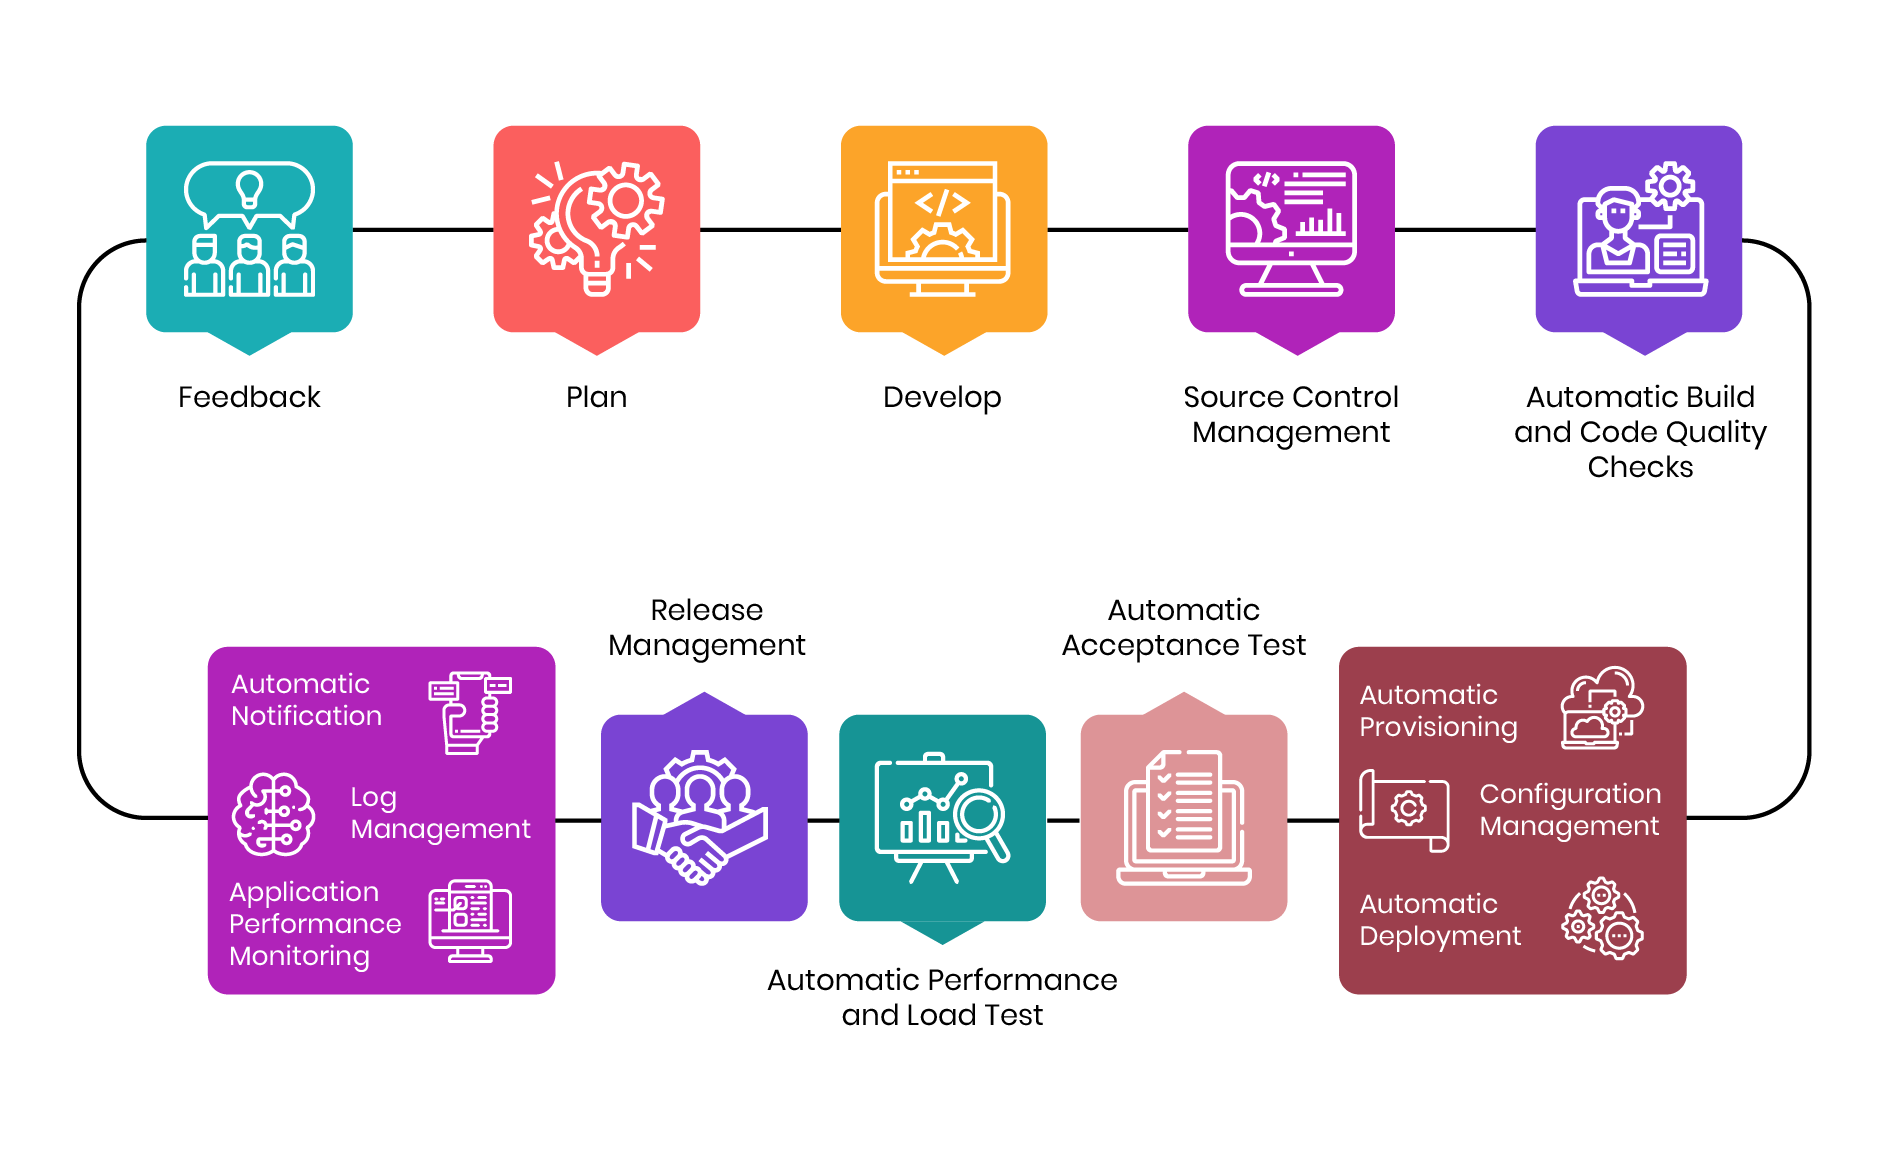 Feedback
Plan
Develop
Source Control
Management
Automatic Build
and Code Quality
Checks
Automatic
Notification
Log
Management
Application
Performance
Monitoring
Release
Management
Automatic Performance
and Load Test
Automatic
Acceptance Test
Automatic
Provisioning
Configuration
Management
Automatic
Deployment